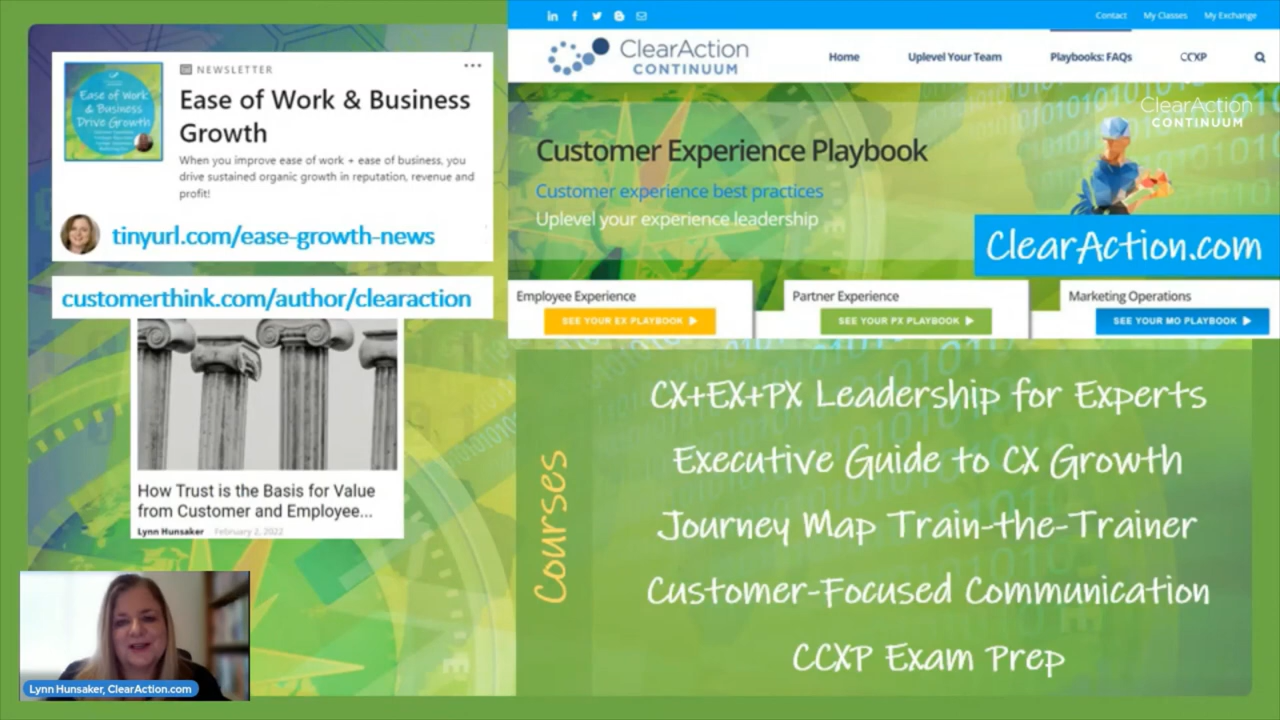 NEWSLETTER
Ease of Work & Business
Growth
When you improve ease of work + ease of business, you
drive sustained organic growth in reputation, revenue and
profit!
Ease of Work
& Business
Drive Growth
tinyurl.com/ease-growth-news
customerthink.com/author/clearaction
How Trust is the Basis for Value
from Customer and Employee...
Lynn Hunsaker February 2, 2022
Lynn Hunsaker, ClearAction.com
Contact My Classes My Exchange
ClearAction
CONTINUUM
Home Uplevel Your Team Playbooks: FAQs CCXP
ClearAction
CONTINUUM
Customer Experience Playbook
Customer experience best practices
Uplevel your experience leadership
ClearAction.com
Employee Experience Partner Experience Marketing Operations
SEE YOUR EX PLAYBOOK SEE YOUR PX PLAYBOOK SEE YOUR MO PLAYBOOK
Courses
CX+EX+PX Leadership for Experts
Executive Guide to CX Growth
Journey Map Train-the-Trainer
Customer-Focused Communication
CCXP Exam Prep